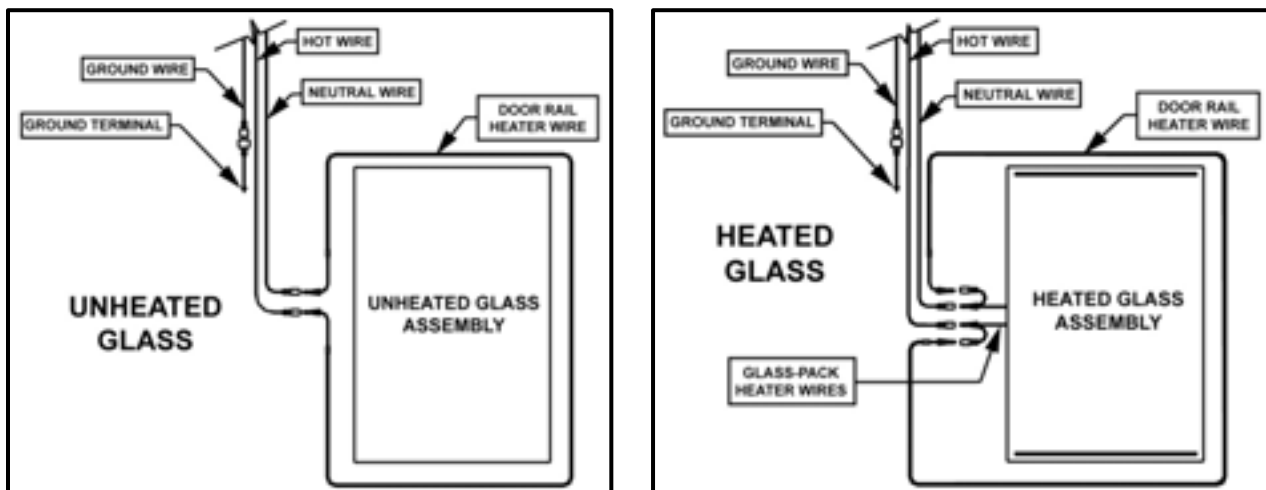 HOT WIRE
GROUND WIRE
NEUTRAL WIRE
GROUND TERMINAL
DOOR RAIL
HEATER WIRE
UNHEATED
GLASS
UNHEATED GLASS
ASSEMBLY
HOT WIRE
GROUND WIRE
NEUTRAL WIRE
GROUND TERMINAL
DOOR RAIL
HEATER WIRE
HEATED
GLASS
HEATED GLASS
ASSEMBLY
GLASS-PACK
HEATER WIRES